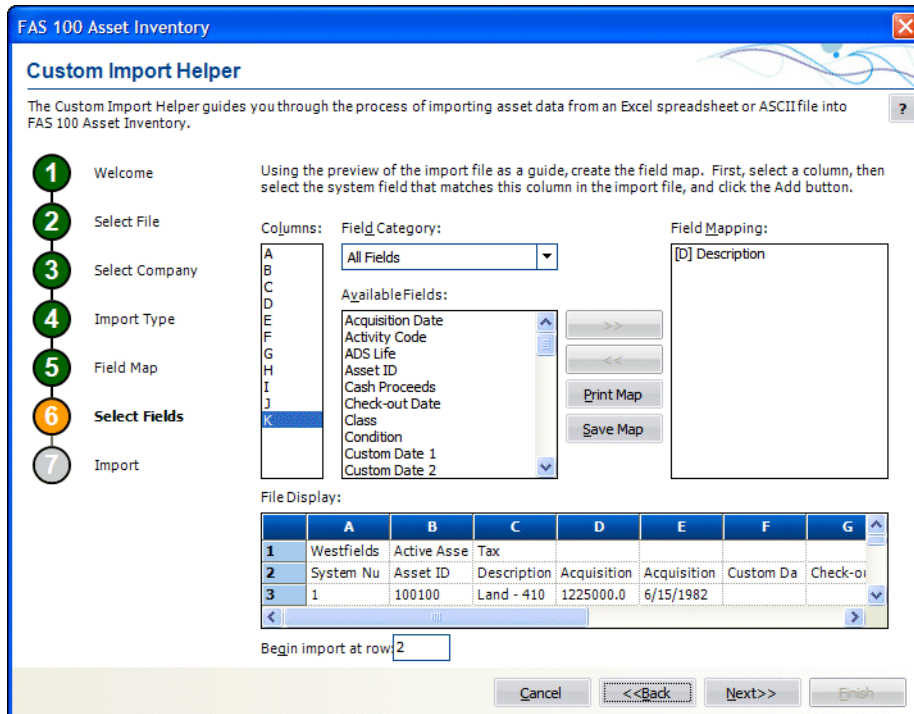 FAS 100 Asset Inventory
Custom Import Helper
The Custom Import Helper guides you through the process of importing asset data from an Excel spreadsheet or ASCII file into
FAS 100 Asset Inventory.
?
1 Welcome
2 Select File
3 Select Company
4 Import Type
5 Field Map
6 Select Fields
7 Import
Using the preview of the import file as a guide, create the field map. First, select a column, then
select the system field that matches this column in the import file, and click the Add button.
Columns:
A
B
C
D
E
F
G
H
I
J
K
Field Category:
All Fields
Available Fields:
Acquisition Date
Activity Code
ADS Life
Asset ID
Cash Proceeds
Check-out Date
Class
Condition
Custom Date 1
Custom Date 2
>>
<<
Print Map
Save Map
Field Mapping:
[D] Description
File Display:
A B C D E F G
1 Westfields Active Asse Tax
2 System Nu Asset ID Description Acquisition Acquisition Custom Da Check-ou
3 1 100100 Land - 410 1225000.0 6/15/1982
Begin import at row: 2
Cancel <<Back Next>> Finish